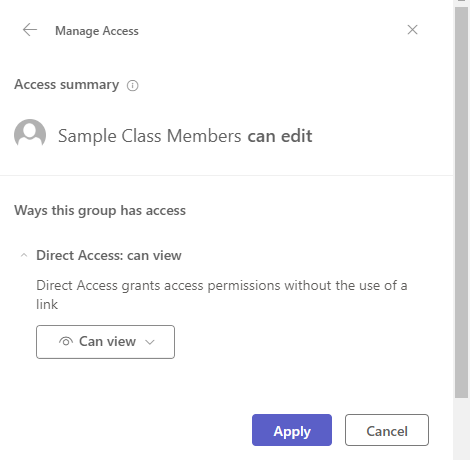 Manage Access
Access summary
Sample Class Members can edit
Ways this group has access
Direct Access: can view
Direct Access grants access permissions without the use of a
link
Can view
Apply
Cancel